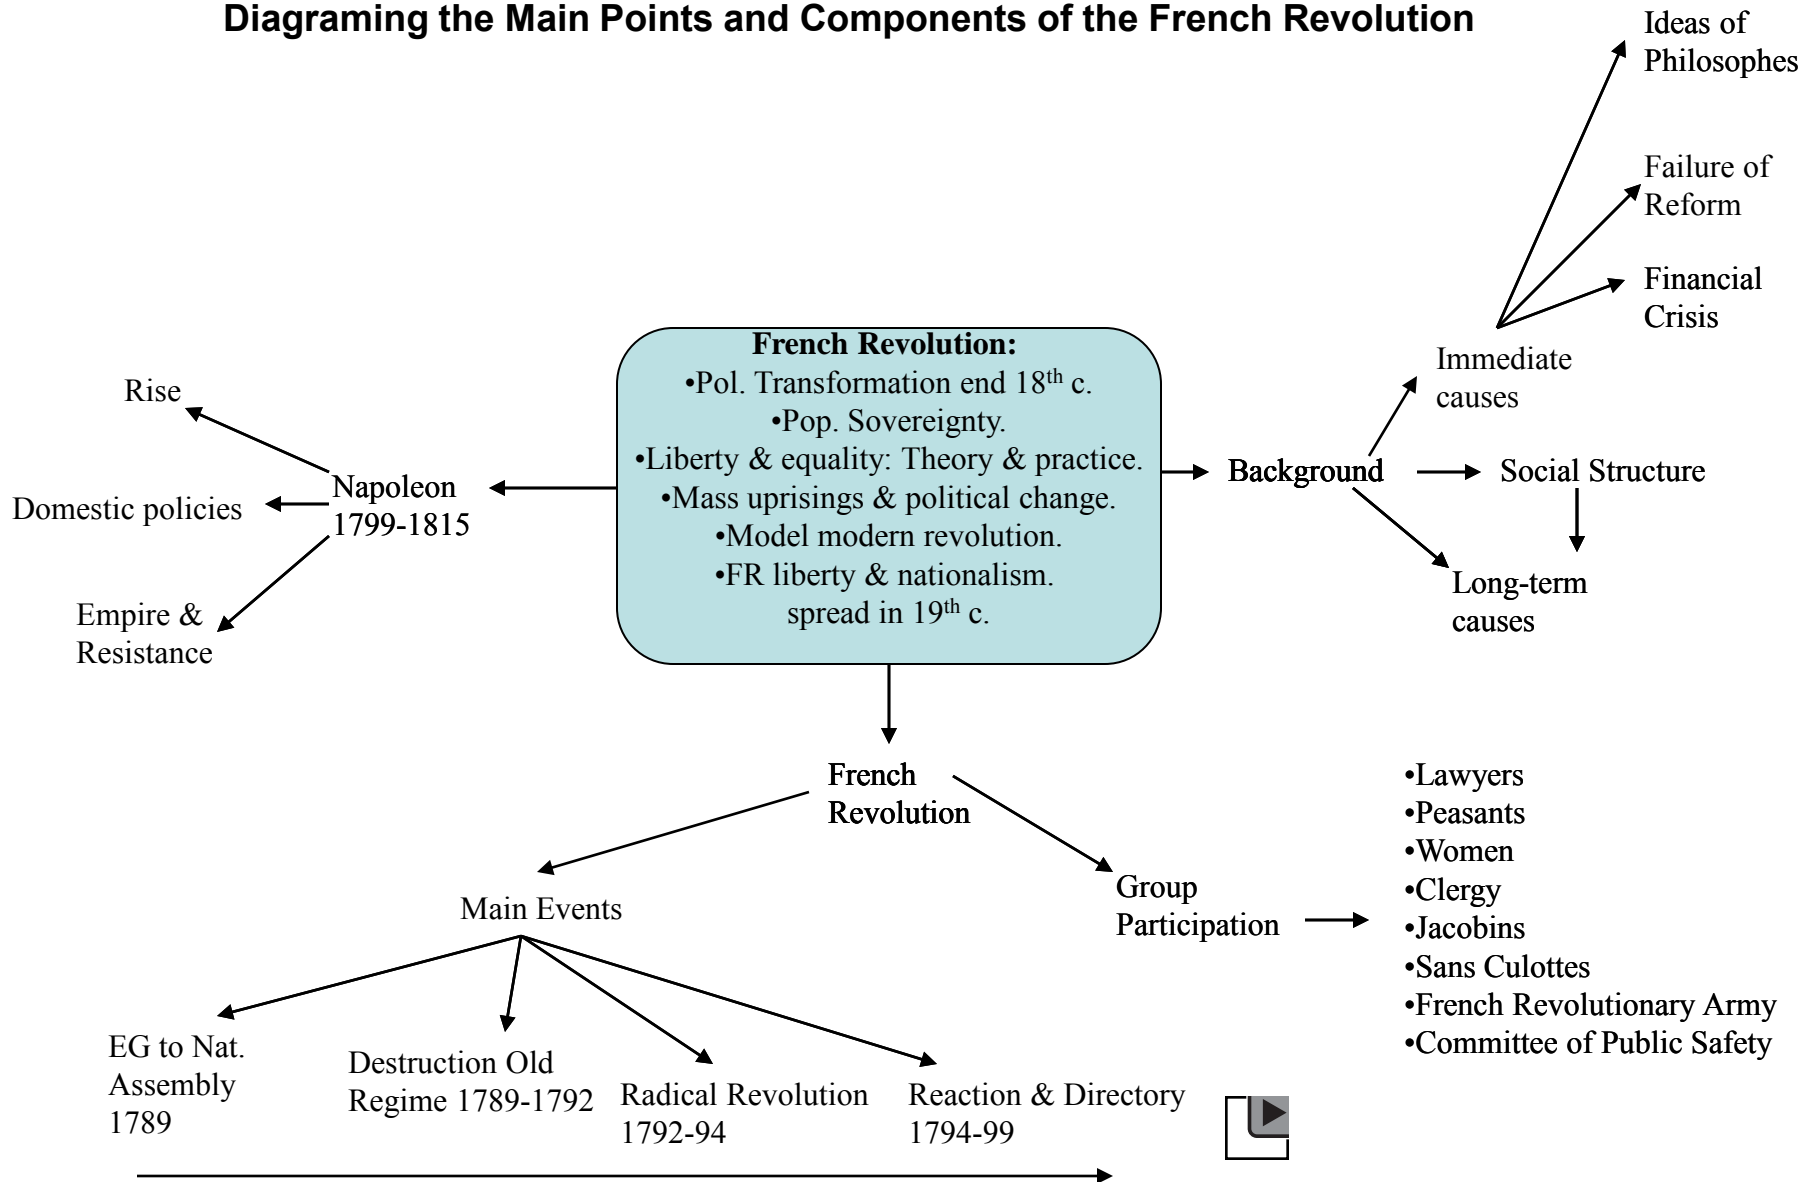 Diagraming the Main Points and Components of the French Revolution
Ideas of
Philosophes
Failure of
Reform
Financial
Crisis
Immediate
causes
Background
Social Structure
Long-term
causes
French Revolution:
•Pol. Transformation end 18th c.
•Pop. Sovereignty.
•Liberty & equality: Theory & practice.
•Mass uprisings & political change.
•Model modern revolution.
•FR liberty & nationalism.
spread in 19th c.
Rise
Napoleon
1799-1815
Domestic policies
Empire &
Resistance
French
Revolution
Main Events
Group
Participation
•Lawyers
•Peasants
•Women
•Clergy
•Jacobins
•Sans Culottes
•French Revolutionary Army
•Committee of Public Safety
EG to Nat.
Assembly
1789
Destruction Old
Regime 1789-1792
Radical Revolution
1792-94
Reaction & Directory
1794-99